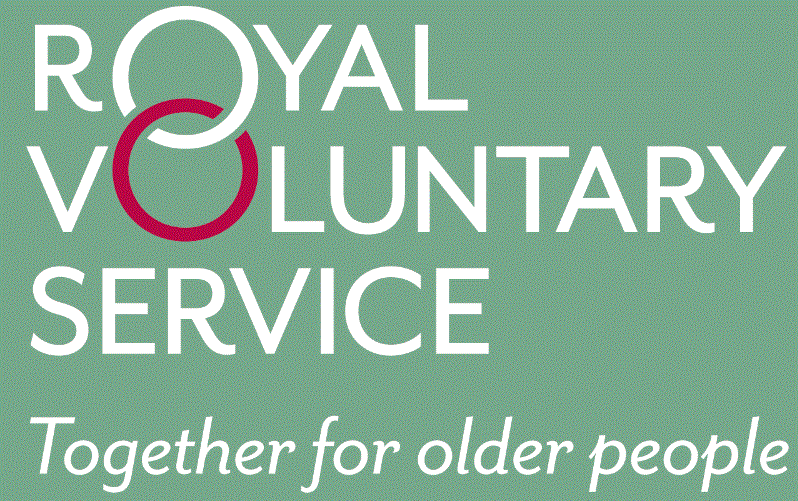 ROYAL
VOLUNTARY
SERVICE
Together for older people